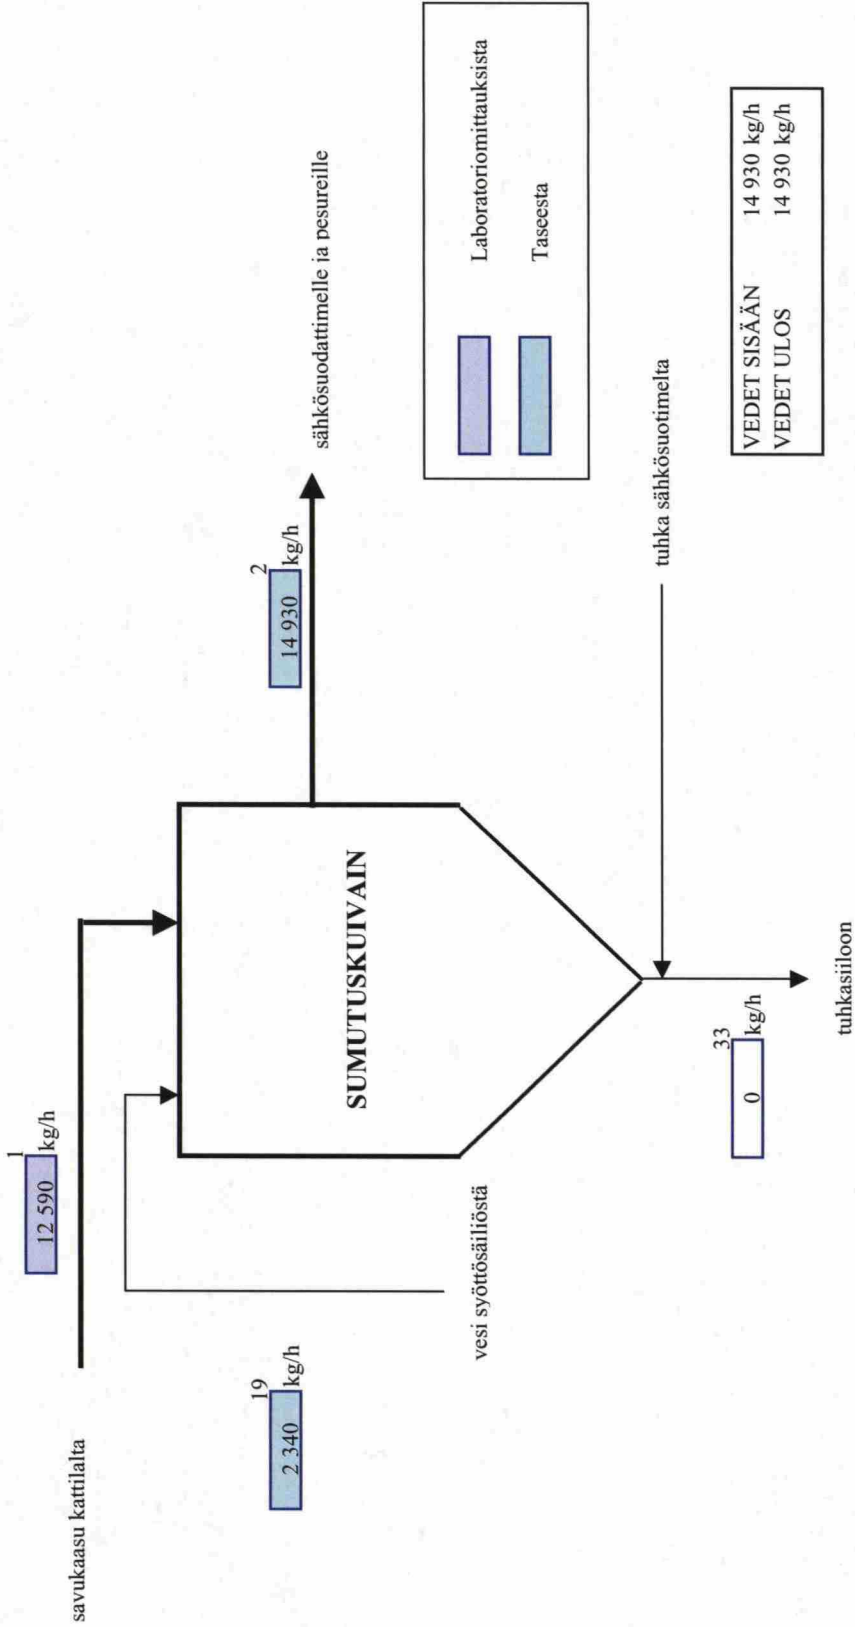 savukaasu kattilalta
1
12 590 kg/h
19
2 340 kg/h
vesi syöttösäiliöstä
SUMUTUSKUIVAIN
2
14 930 kg/h
sähkösuodattimelle ja pesureille
Laboratoriomittauksista
Taseesta
tuhka sähkösuotimelta
33
0 kg/h
tuhkasiiloon
VEDET SISÄÄN 14 930 kg/h
VEDET ULOS 14 930 kg/h